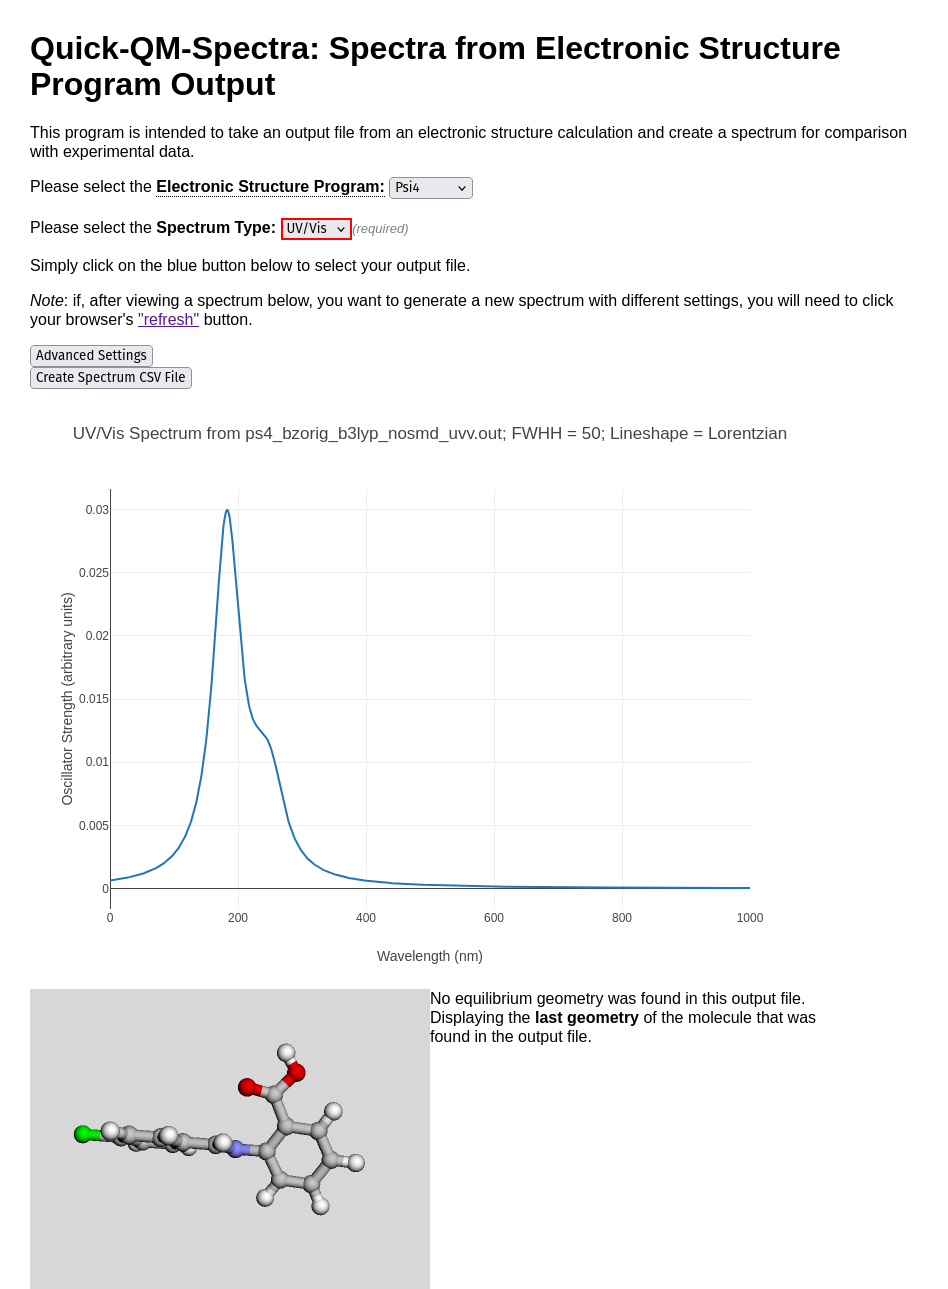 Quick-QM-Spectra: Spectra from Electronic Structure
Program Output
This program is intended to take an output file from an electronic structure calculation and create a spectrum for comparison
with experimental data.
Please select the Electronic Structure Program: Psi4
Please select the Spectrum Type: UV/Vis (required)
Simply click on the blue button below to select your output file.
Note: if, after viewing a spectrum below, you want to generate a new spectrum with different settings, you will need to click
your browser's "refresh" button.
Advanced Settings
Create Spectrum CSV File
UV/Vis Spectrum from ps4_bzorig_b3lyp_nosmd_uvv.out; FWHH = 50; Lineshape = Lorentzian
Oscillator Strength (arbitrary units)
0.03
0.025
0.02
0.015
0.01
0.005
0
0 200 400 600 800 1000
Wavelength (nm)
No equilibrium geometry was found in this output file.
Displaying the last geometry of the molecule that was
found in the output file.